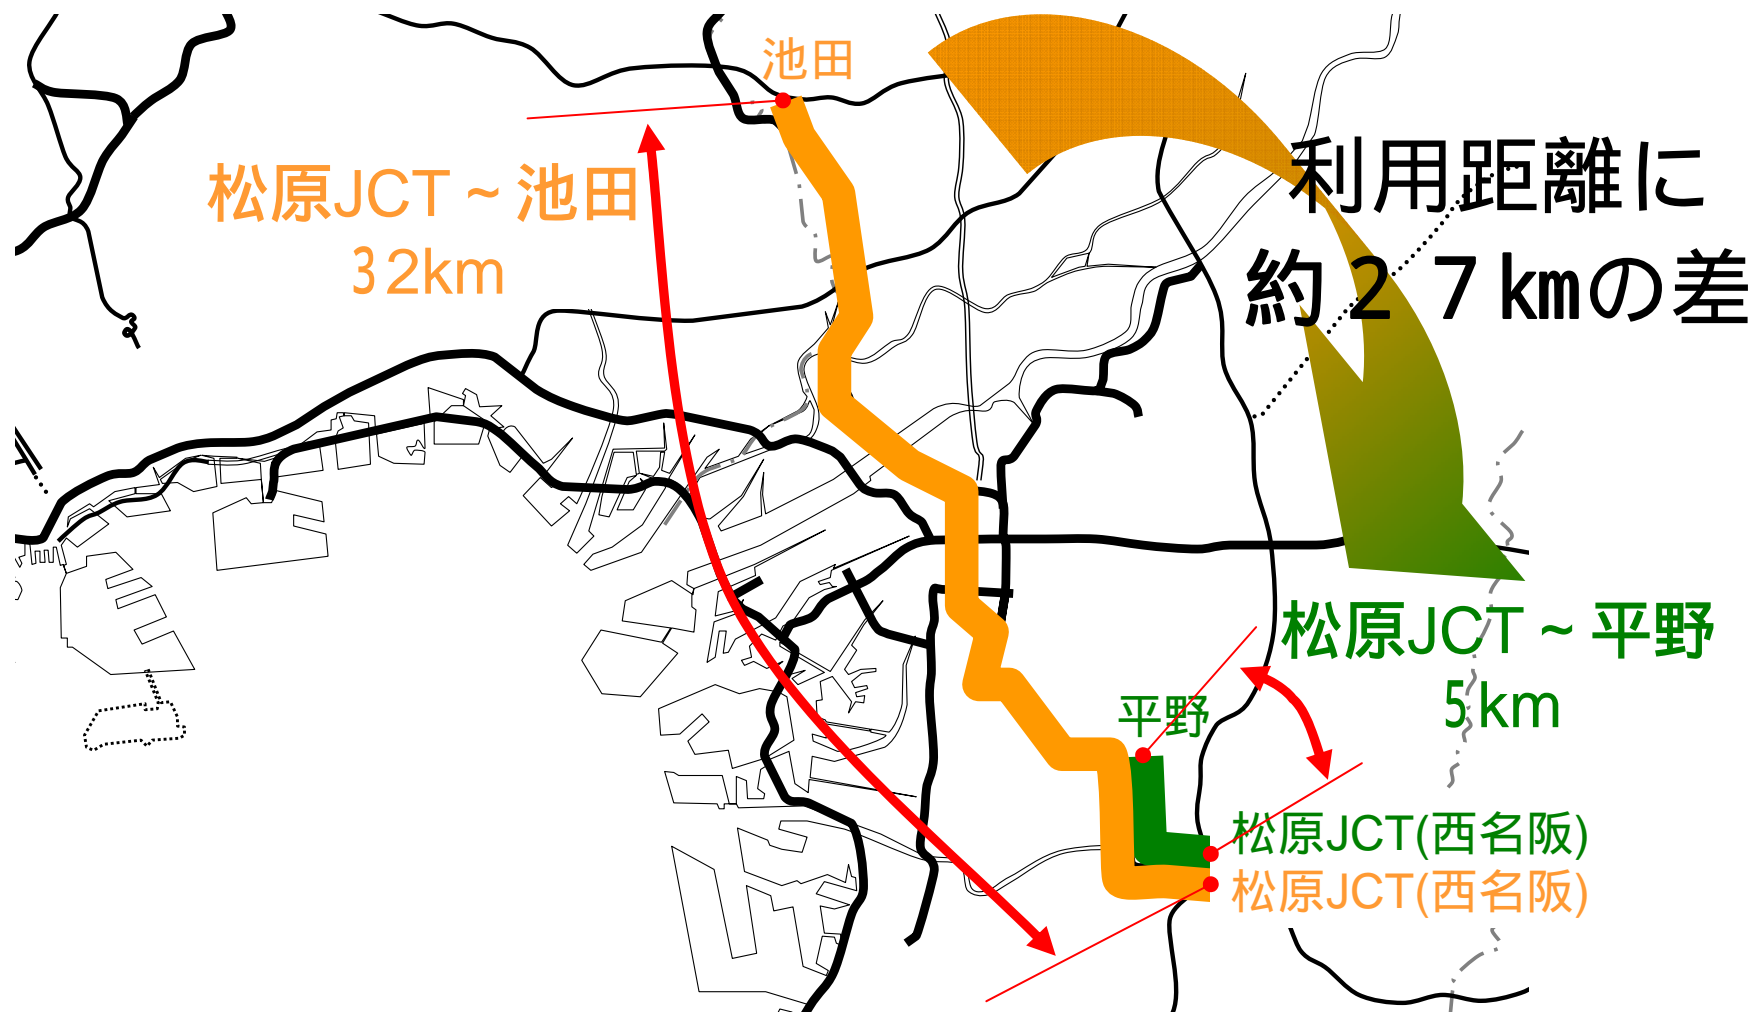 池田
松原JCT～池田
32km
利用距離に
約２７kmの差
松原JCT～平野
5km
平野
松原JCT(西名阪)
松原JCT(西名阪)